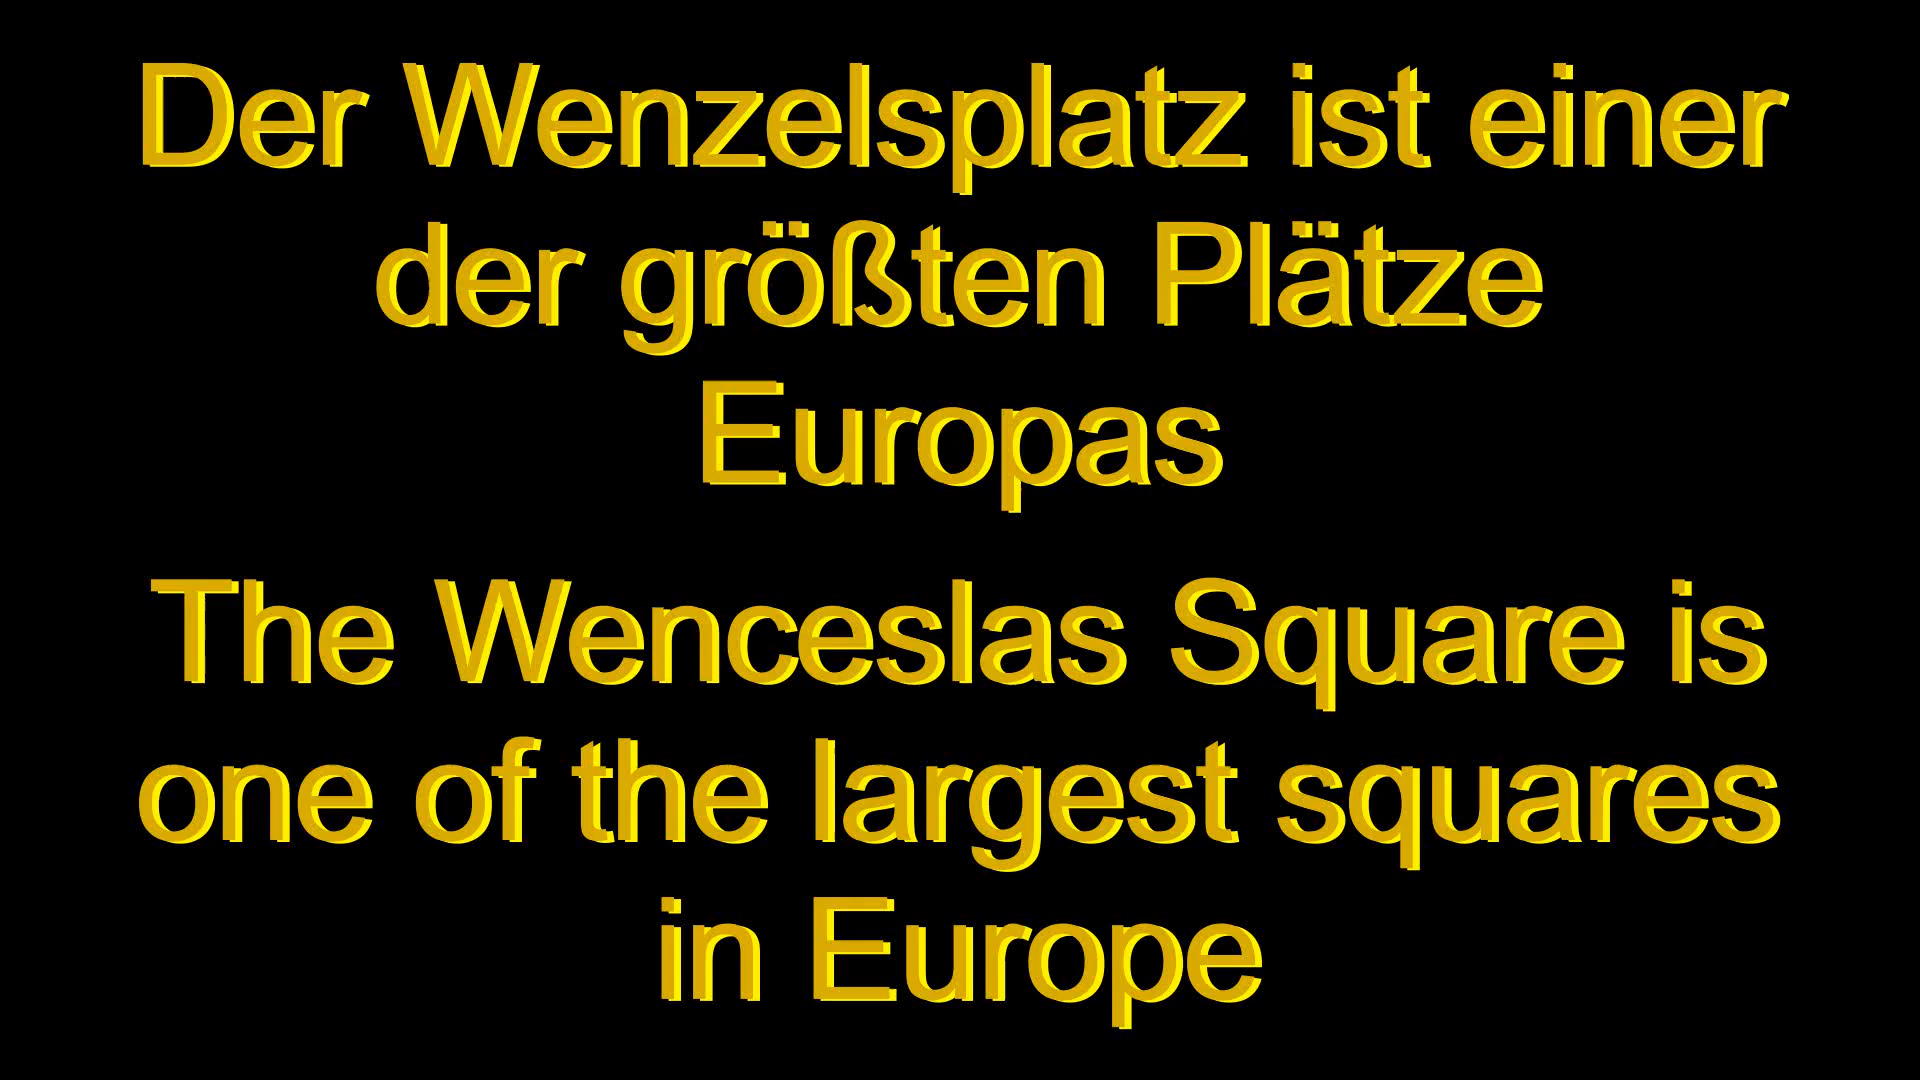 Der Wenzelsplatz ist einer
der größten Plätze
Europas
The Wenceslas Square is
one of the largest squares
in Europe